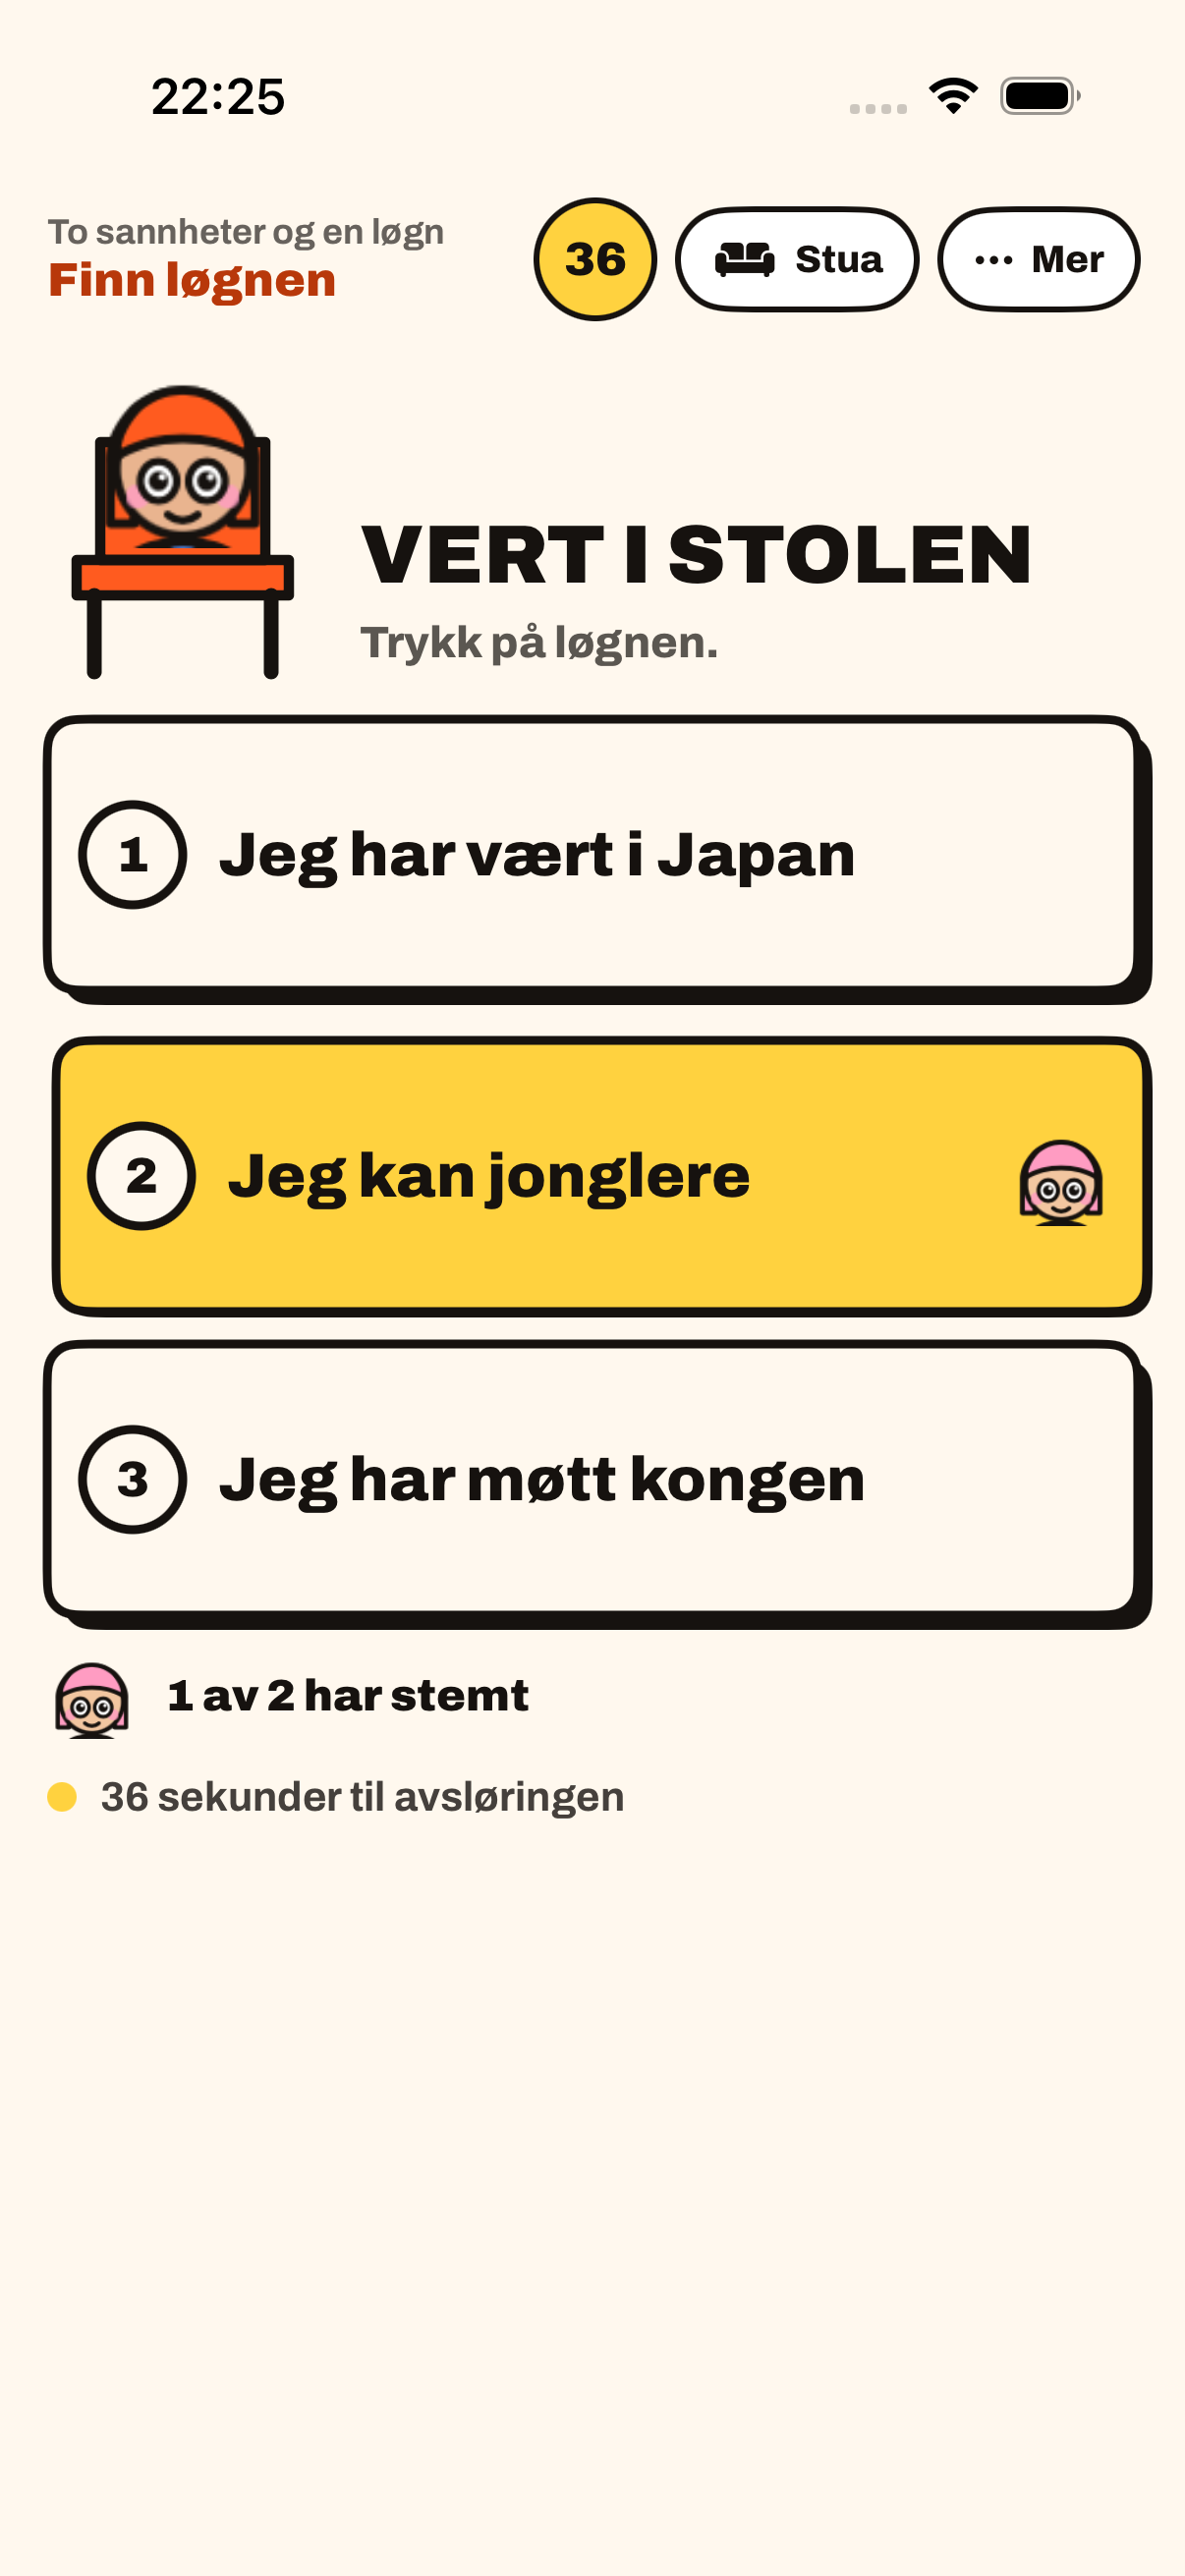 22:25
To sannheter og en løgn
Finn løgnen
36
Stua
Mer
VERT I STOLEN
Trykk på løgnen.
1 Jeg har vært i Japan
2 Jeg kan jonglere
3 Jeg har møtt kongen
1 av 2 har stemt
36 sekunder til avsløringen